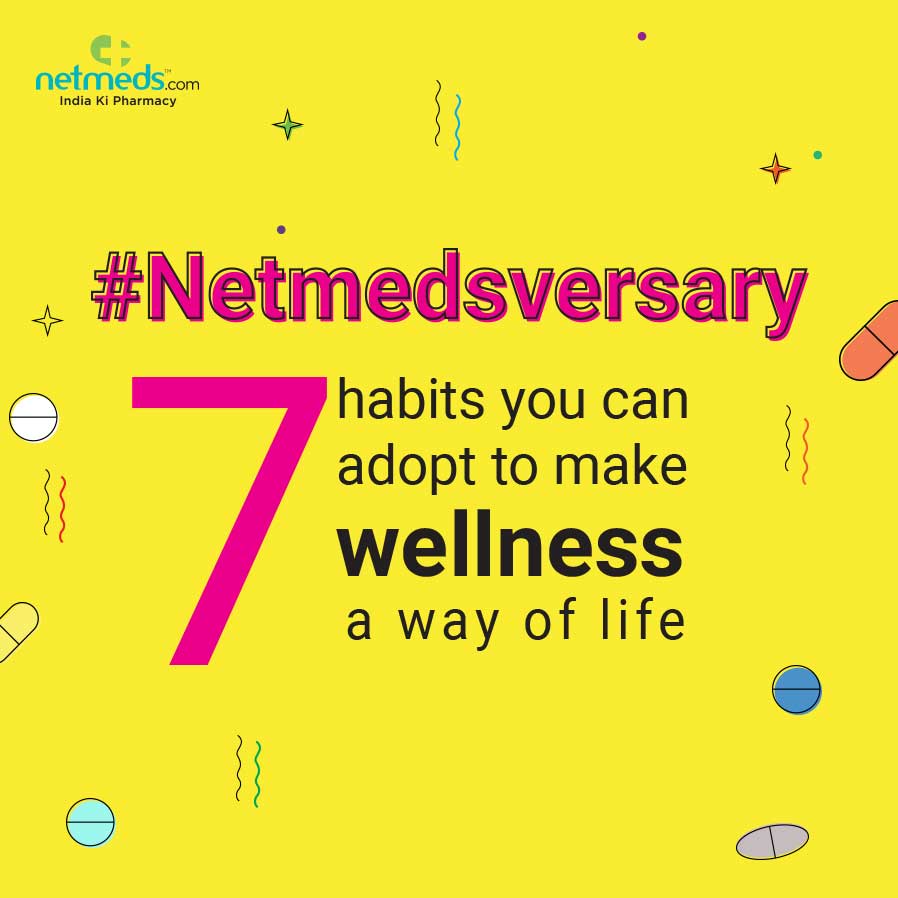 netmeds™.com
India Ki Pharmacy
#Netmedsversary
7 habits you can
adopt to make
wellness
a way of life